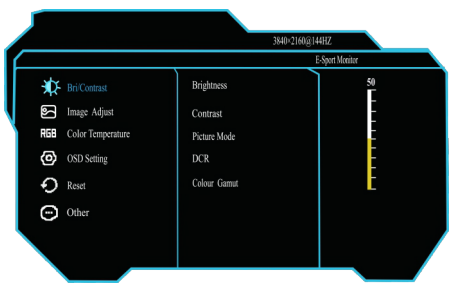 3840×2160@144HZ
E-Sport Monitor
Bri/Contrast
Image Adjust
RGB Color Temperature
OSD Setting
Reset
Other
Brightness
Contrast
Picture Mode
DCR
Colour Gamut
50